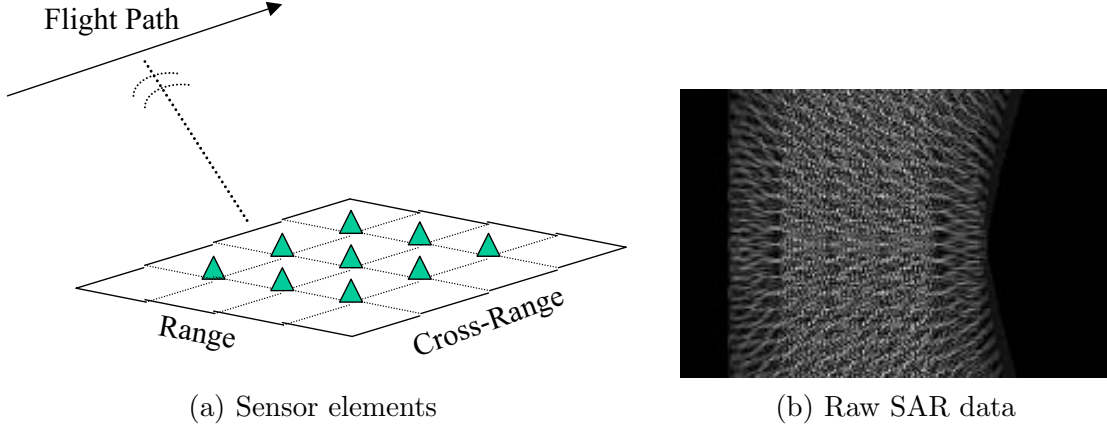 Flight Path
Range
Cross-Range
(a) Sensor elements
(b) Raw SAR data